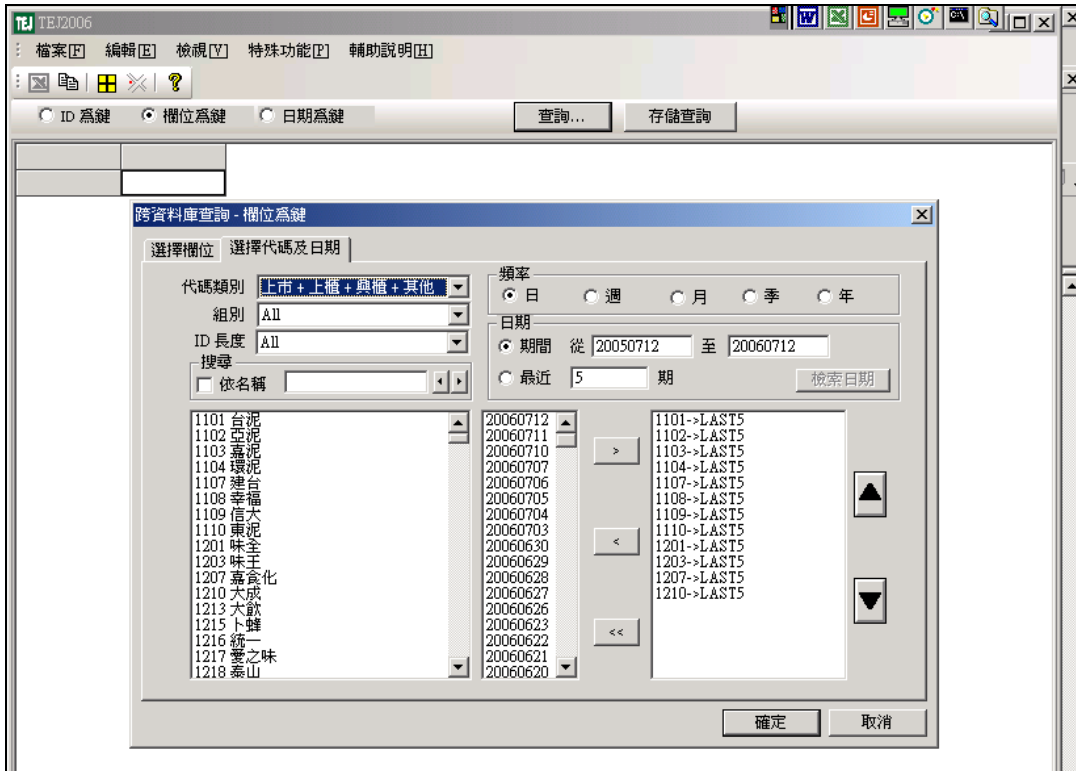 TEJ TEJ2006
檔案[F] 編輯[E] 檢視[V] 特殊功能[P] 輔助說明[H]
ID 為鍵 欄位為鍵 日期為鍵 查詢... 存儲查詢
跨資料庫查詢 - 欄位為鍵
選擇欄位 選擇代碼及日期
代碼類別 上市 + 上櫃 + 興櫃 + 其他
組別 All
ID 長度 All
搜尋
依名稱
頻率
日 週 月 季 年
日期
期間 從 20050712 至 20060712
最近 5 期 檢索日期
1101 台泥
1102 亞泥
1103 嘉泥
1104 環泥
1107 建台
1108 幸福
1109 信大
1110 東泥
1201 味全
1203 味王
1207 嘉食化
1210 大成
1213 大飲
1215 卜蜂
1216 統一
1217 愛之味
1218 泰山
20060712
20060711
20060710
20060707
20060706
20060705
20060704
20060703
20060630
20060629
20060628
20060627
20060626
20060623
20060622
20060621
20060620
>
<
<<
1101->LAST5
1102->LAST5
1103->LAST5
1104->LAST5
1107->LAST5
1108->LAST5
1109->LAST5
1110->LAST5
1201->LAST5
1203->LAST5
1207->LAST5
1210->LAST5
確定 取消